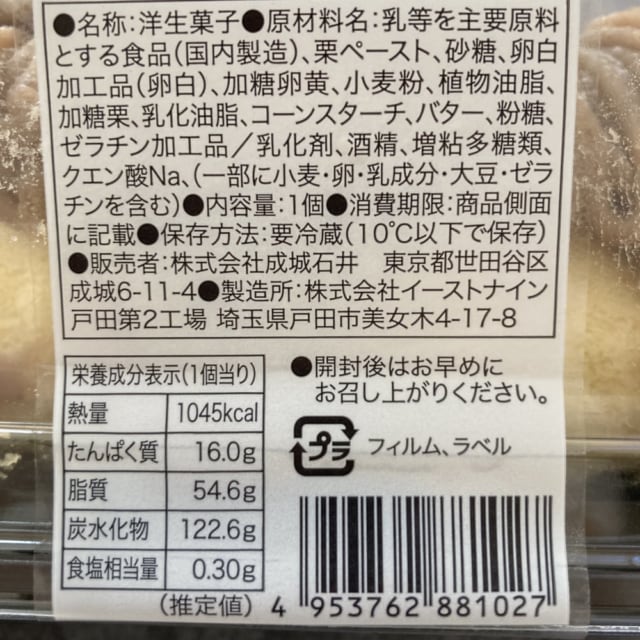 ●名称:洋生菓子●原材料名:乳等を主要原料
とする食品(国内製造)、栗ペースト、砂糖、卵白
加工品(卵白)、加糖卵黄、小麦粉、植物油脂、
加糖栗、乳化油脂、コーンスターチ、バター、粉糖、
ゼラチン加工品/乳化剤、酒精、増粘多糖類、
クエン酸Na、(一部に小麦・卵・乳成分・大豆・ゼラ
チンを含む)●内容量:1個●消費期限:商品側面
に記載●保存方法:要冷蔵(10℃以下で保存)
●販売者:株式会社成城石井 東京都世田谷区
成城6-11-4●製造所:株式会社イーストナイン
戸田第2工場 埼玉県戸田市美女木4-17-8
栄養成分表示(1個当り)
熱量 1045kcal
たんぱく質 16.0g
脂質 54.6g
炭水化物 122.6g
食塩相当量 0.30g
(推定値)
●開封後はお早めに
お召し上がりください。
プラ フィルム、ラベル
4 953762 881027